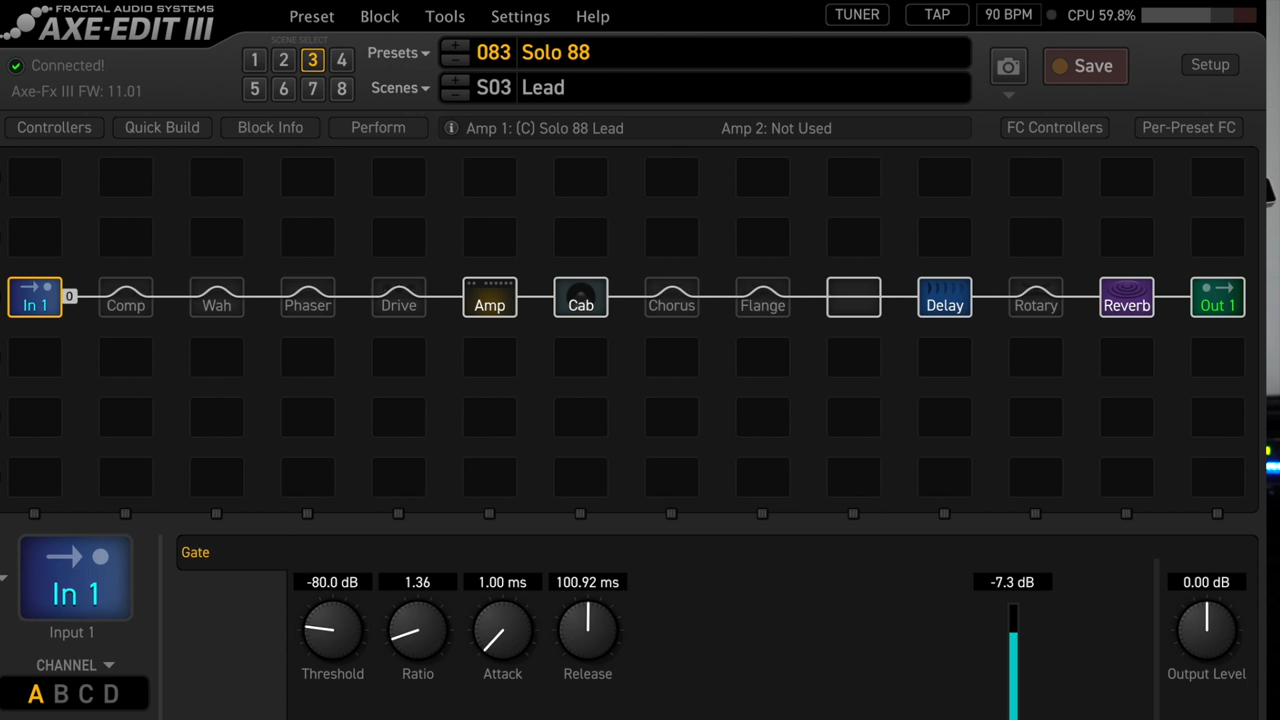 FRACTAL AUDIO SYSTEMS
AXE-EDIT III
Preset Block Tools Settings Help
TUNER TAP 90 BPM CPU 59.8%
SCENE SELECT
1 2 3 4
5 6 7 8
Presets 083 Solo 88
Scenes S03 Lead
Save
Setup
Connected!
Axe-Fx III FW: 11.01
Controllers Quick Build Block Info Perform
Amp 1: (C) Solo 88 Lead Amp 2: Not Used
FC Controllers Per-Preset FC
In 1 0 Comp Wah Phaser Drive Amp Cab Chorus Flange Delay Rotary Reverb Out 1
In 1
Input 1
CHANNEL
A B C D
Gate
-80.0 dB 1.36 1.00 ms 100.92 ms -7.3 dB 0.00 dB
Threshold Ratio Attack Release Output Level